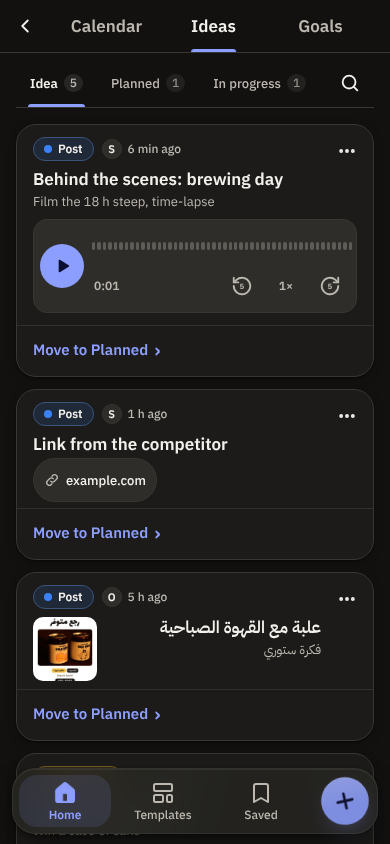 Calendar
Ideas
Goals
Idea 5
Planned 1
In progress 1
Post S 6 min ago
Behind the scenes: brewing day
Film the 18 h steep, time-lapse
0:01 5 1× 5
Move to Planned
Post S 1 h ago
Link from the competitor
example.com
Move to Planned
Post O 5 h ago
رجع متوفر
علبة مع القهوة الصباحية
فكرة ستوري
Move to Planned
Home
Templates
Saved